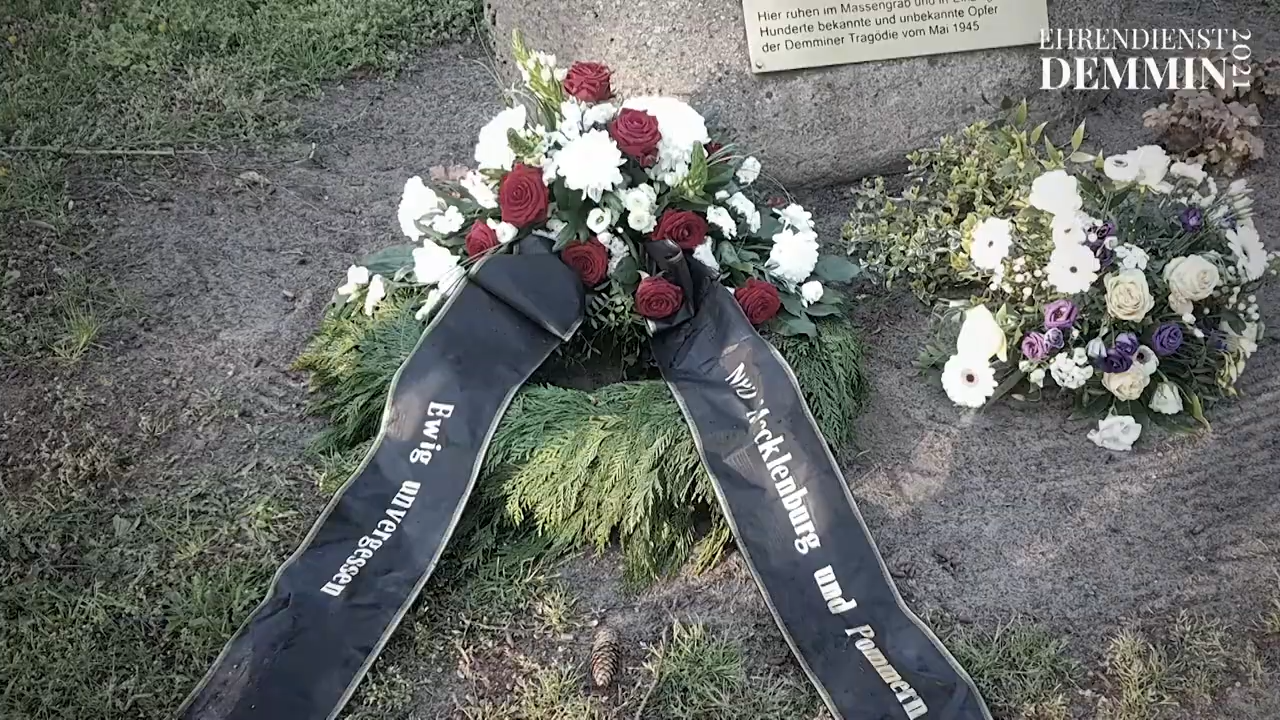 Hier ruhen im Massengrab und in
Hunderte bekannte und unbekannte Opfer
der Demminer Tragödie vom Mai 1945
EHRENDIENST
DEMMIN
2021
Ewig unvergessen
NPD Mecklenburg und Pommern